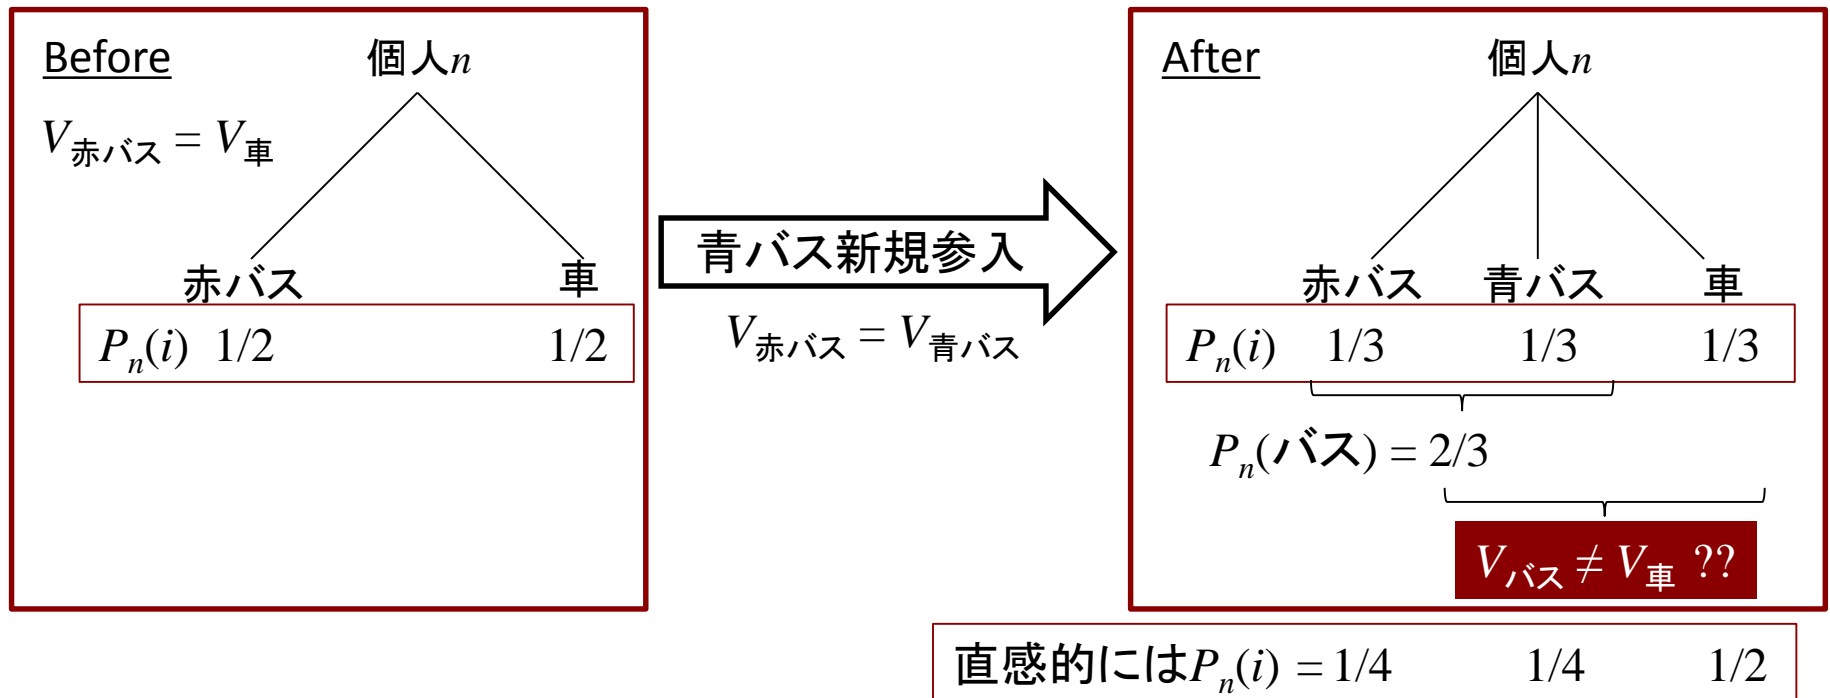 Before
個人n
V赤バス = V車
赤バス 車
Pn(i) 1/2 1/2
青バス新規参入
V赤バス = V青バス
After
個人n
赤バス 青バス 車
Pn(i) 1/3 1/3 1/3
Pn(バス) = 2/3
Vバス ≠ V車 ??
直感的にはPn(i) = 1/4 1/4 1/2